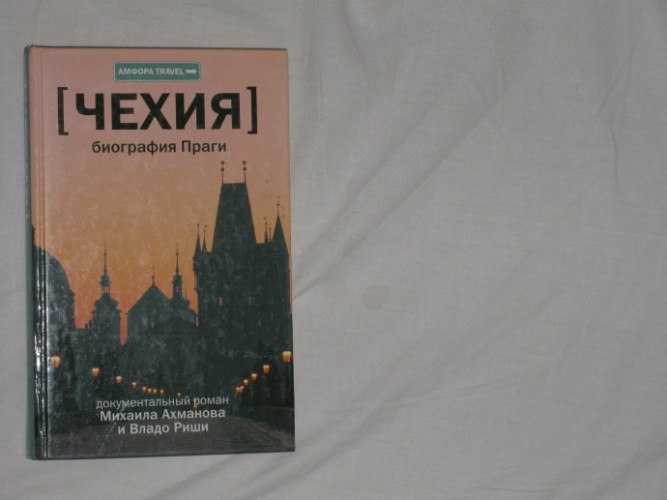 АМФОРА TRAVEL
[ЧЕХИЯ]
биография Праги
документальный роман
Михаила Ахманова
и Владо Риши